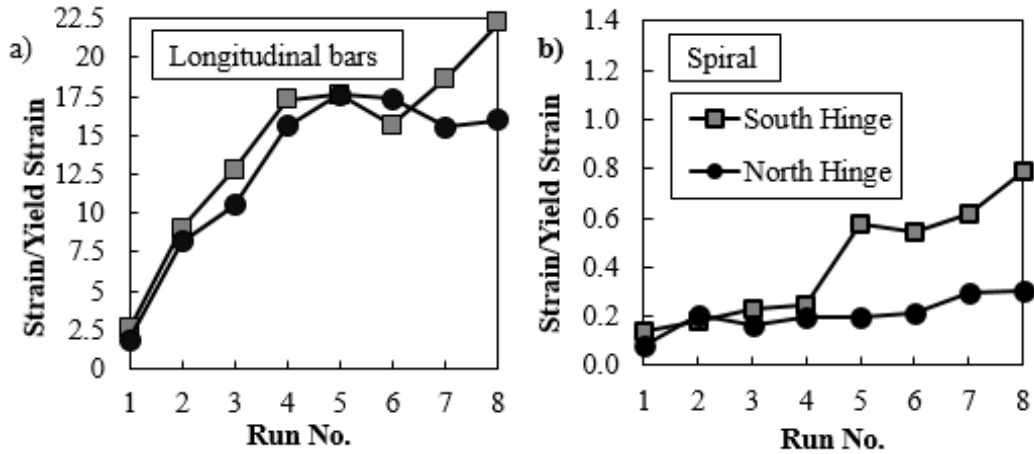 a)
Longitudinal bars
Strain/Yield Strain
22.5
20
17.5
15
12.5
10
7.5
5
2.5
0
1 2 3 4 5 6 7 8
Run No.
b)
Spiral
South Hinge
North Hinge
Strain/Yield Strain
1.4
1.2
1.0
0.8
0.6
0.4
0.2
0.0
1 2 3 4 5 6 7 8
Run No.